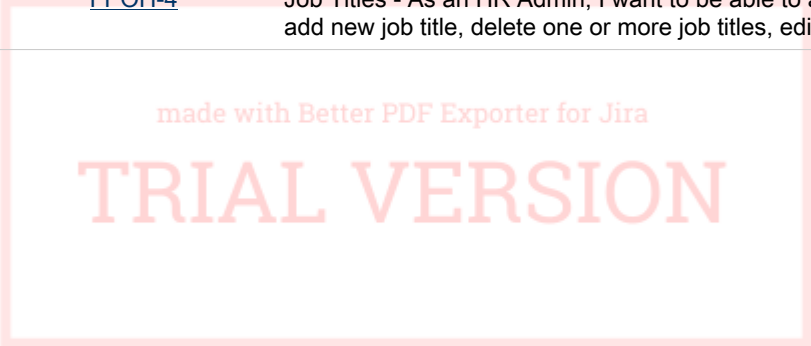 Job Titles - As an HR Admin, I want to be able to a
add new job title, delete one or more job titles, edi
made with Better PDF Exporter for Jira
TRIAL VERSION